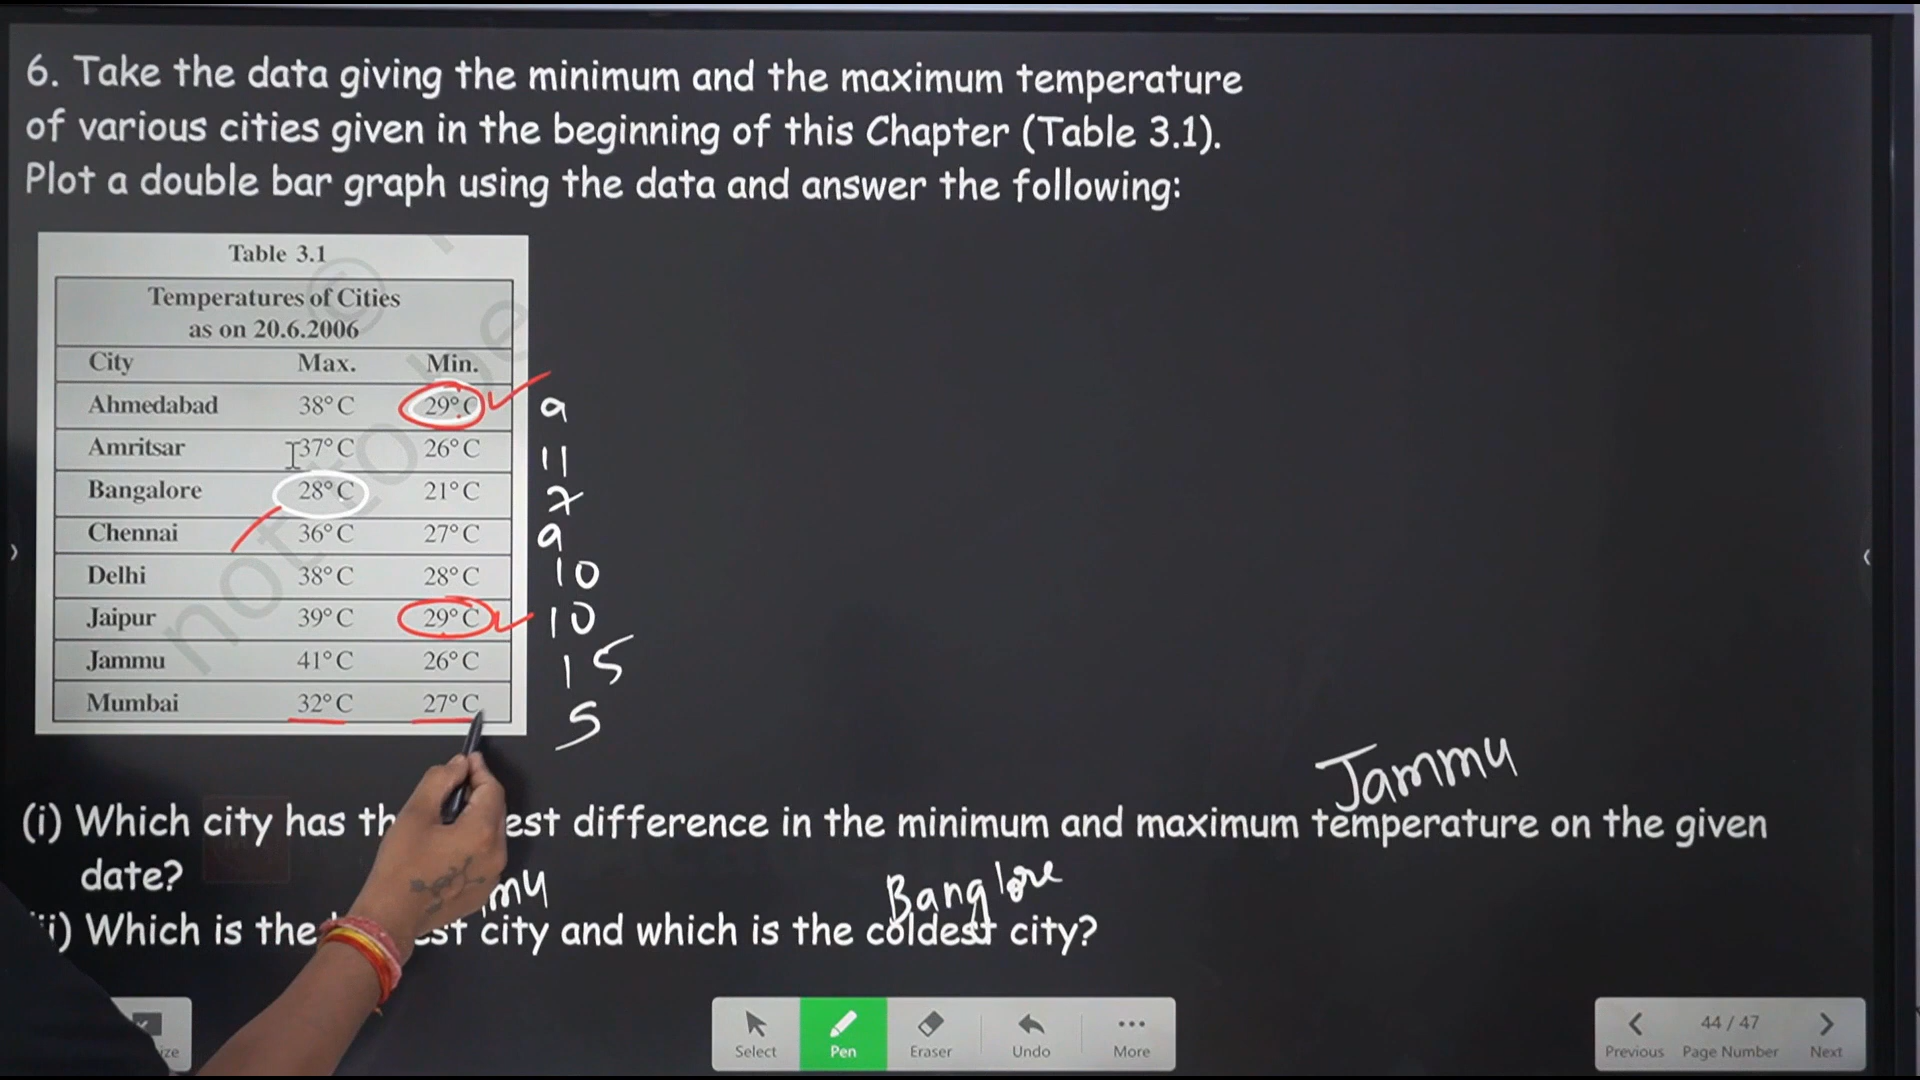 6. Take the data giving the minimum and the maximum temperature
of various cities given in the beginning of this Chapter (Table 3.1).
Plot a double bar graph using the data and answer the following:
Table 3.1
Temperatures of Cities
as on 20.6.2006
City Max. Min.
Ahmedabad 38° C 29° C 9
Amritsar 37° C 26° C 11
Bangalore 28° C 21° C 7
Chennai 36° C 27° C 9
Delhi 38° C 28° C 10
Jaipur 39° C 29° C 10
Jammu 41° C 26° C 15
Mumbai 32° C 27° C 5
not to be
©
Jammu
(i) Which city has th est difference in the minimum and maximum temperature on the given
date?
my Banglore
i) Which is the st city and which is the coldest city?
Select Pen Eraser Undo More
44 / 47
Previous Page Number Next